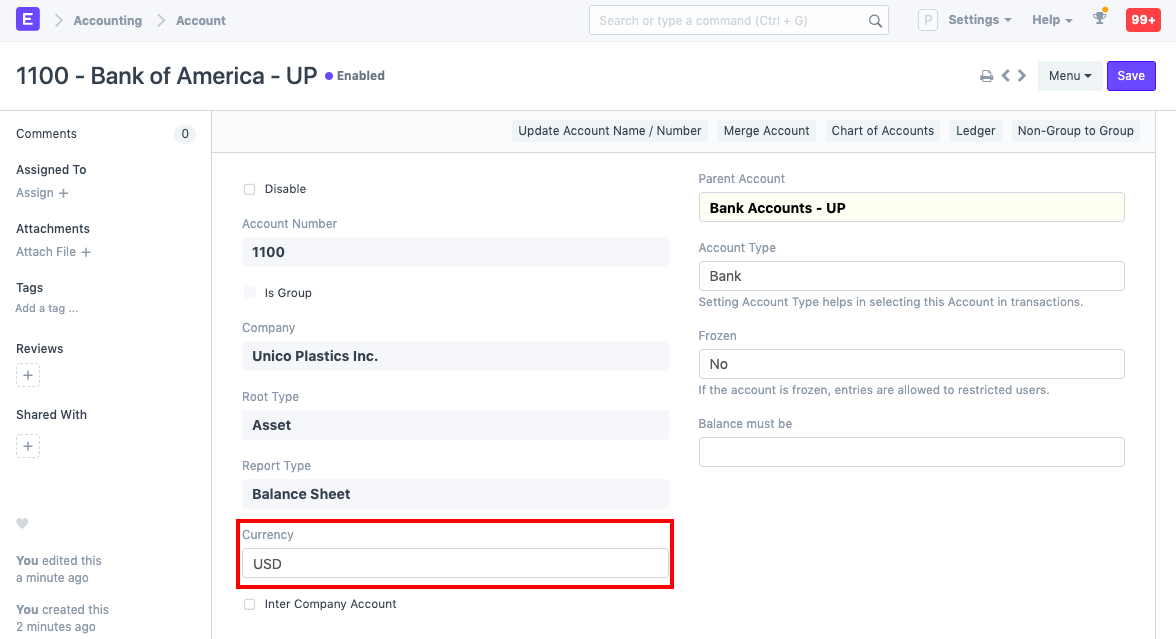 E
Accounting
Account
Search or type a command (Ctrl + G)
P
Settings
Help
99+
1100 - Bank of America - UP
Enabled
Menu
Save
Comments
0
Assigned To
Assign +
Attachments
Attach File +
Tags
Add a tag ...
Reviews
+
Shared With
+
You edited this
a minute ago
You created this
2 minutes ago
Update Account Name / Number
Merge Account
Chart of Accounts
Ledger
Non-Group to Group
Disable
Account Number
1100
Is Group
Company
Unico Plastics Inc.
Root Type
Asset
Report Type
Balance Sheet
Currency
USD
Inter Company Account
Parent Account
Bank Accounts - UP
Account Type
Bank
Setting Account Type helps in selecting this Account in transactions.
Frozen
No
If the account is frozen, entries are allowed to restricted users.
Balance must be